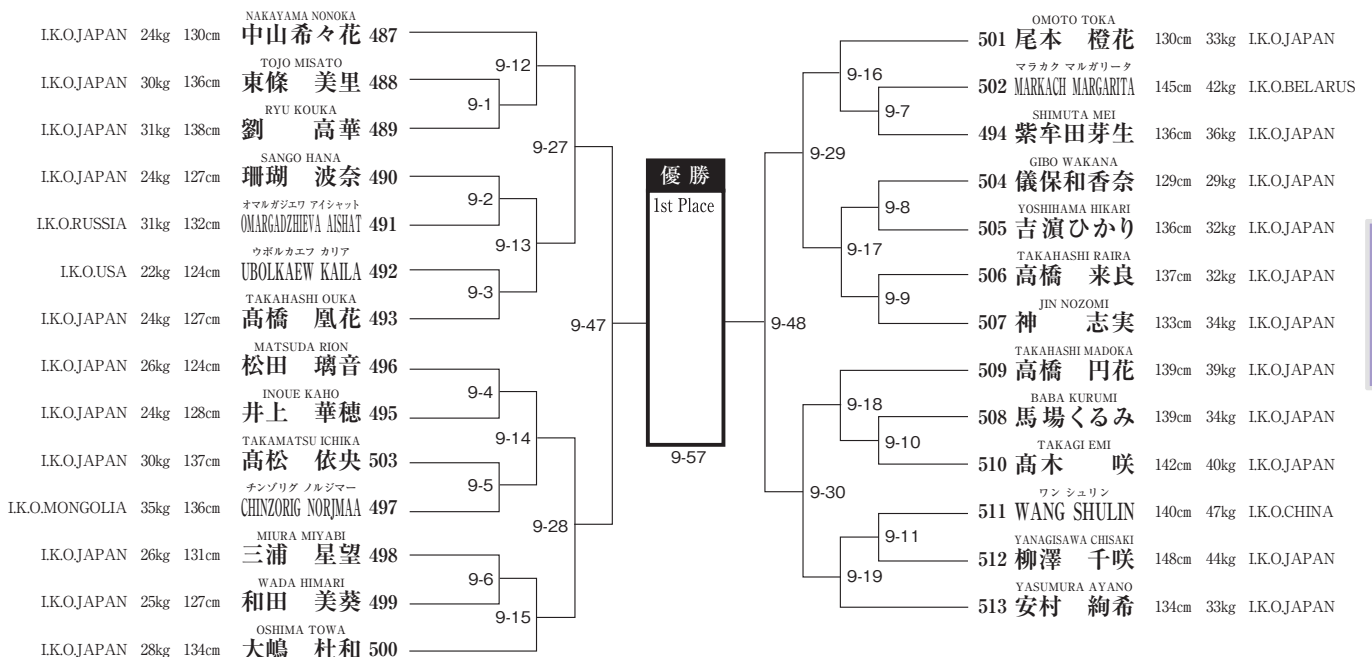 NAKAYAMA NONOKA
I.K.O.JAPAN 24kg 130cm 中山希々花 487
TOJO MISATO
I.K.O.JAPAN 30kg 136cm 東條 美里 488
RYU KOUKA
I.K.O.JAPAN 31kg 138cm 劉 高華 489
SANGO HANA
I.K.O.JAPAN 24kg 127cm 珊瑚 波奈 490
オマルガジエワ アイシャット
I.K.O.RUSSIA 31kg 132cm OMARGADZHIEVA AISHAT 491
ウボルカエフ カリア
I.K.O.USA 22kg 124cm UBOLKAEW KAILA 492
TAKAHASHI OUKA
I.K.O.JAPAN 24kg 127cm 髙橋 凰花 493
MATSUDA RION
I.K.O.JAPAN 26kg 124cm 松田 璃音 496
INOUE KAHO
I.K.O.JAPAN 24kg 128cm 井上 華穂 495
TAKAMATSU ICHIKA
I.K.O.JAPAN 30kg 137cm 髙松 依央 503
チンゾリグ ノルジマー
I.K.O.MONGOLIA 35kg 136cm CHINZORIG NORJMAA 497
MIURA MIYABI
I.K.O.JAPAN 26kg 131cm 三浦 星望 498
WADA HIMARI
I.K.O.JAPAN 25kg 127cm 和田 美葵 499
OSHIMA TOWA
I.K.O.JAPAN 28kg 134cm 大嶋 杜和 500
9-12
9-1
9-27
9-2
9-13
9-3
9-47
9-4
9-14
9-5
9-28
9-6
9-15
優勝
1st Place
9-57
9-16
9-7
9-29
9-8
9-17
9-9
9-48
9-18
9-10
9-30
9-11
9-19
OMOTO TOKA
501 尾本 橙花 130cm 33kg I.K.O.JAPAN
マラカク マルガリータ
502 MARKACH MARGARITA 145cm 42kg I.K.O.BELARUS
SHIMUTA MEI
494 紫牟田芽生 136cm 36kg I.K.O.JAPAN
GIBO WAKANA
504 儀保和香奈 129cm 29kg I.K.O.JAPAN
YOSHIHAMA HIKARI
505 吉濵ひかり 136cm 32kg I.K.O.JAPAN
TAKAHASHI RAIRA
506 高橋 来良 137cm 32kg I.K.O.JAPAN
JIN NOZOMI
507 神 志実 133cm 34kg I.K.O.JAPAN
TAKAHASHI MADOKA
509 高橋 円花 139cm 39kg I.K.O.JAPAN
BABA KURUMI
508 馬場くるみ 139cm 34kg I.K.O.JAPAN
TAKAGI EMI
510 髙木 咲 142cm 40kg I.K.O.JAPAN
ワン シュリン
511 WANG SHULIN 140cm 47kg I.K.O.CHINA
YANAGISAWA CHISAKI
512 柳澤 千咲 148cm 44kg I.K.O.JAPAN
YASUMURA AYANO
513 安村 絢希 134cm 33kg I.K.O.JAPAN